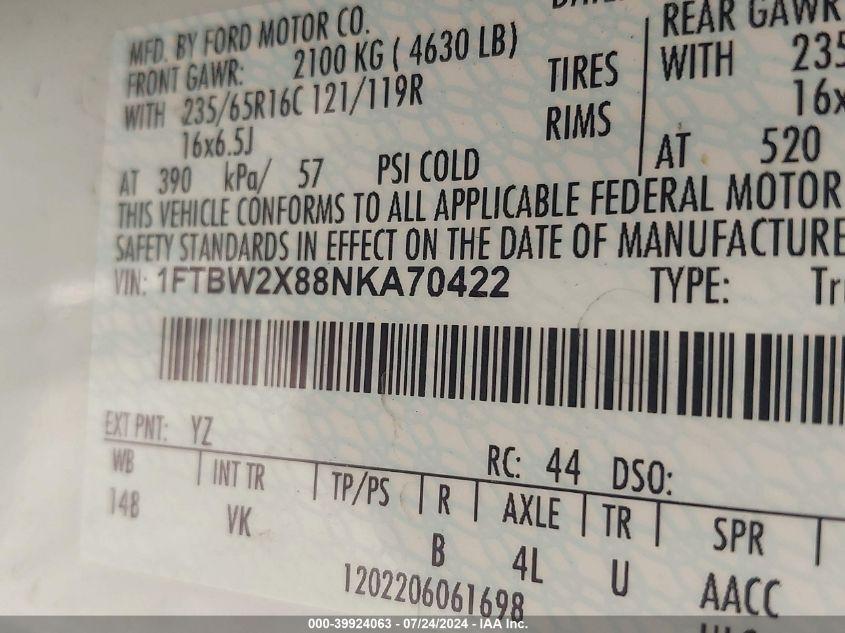 MFD. BY FORD MOTOR CO.
FRONT GAWR: 2100 KG ( 4630 LB)
WITH 235/65R16C 121/119R TIRES
16x6.5J RIMS
AT 390 kPa/ 57 PSI COLD
REAR GAWR
WITH 235
16x
AT 520
THIS VEHICLE CONFORMS TO ALL APPLICABLE FEDERAL MOTOR
SAFETY STANDARDS IN EFFECT ON THE DATE OF MANUFACTURE
VIN: 1FTBW2X88NKA70422 TYPE: Tr
EXT PNT: YZ RC: 44 DSO:
WB INT TR TP/PS R AXLE TR SPR
148 VK B 4L U AACC
1202206061698
000-39924063 - 07/24/2024 - IAA Inc.